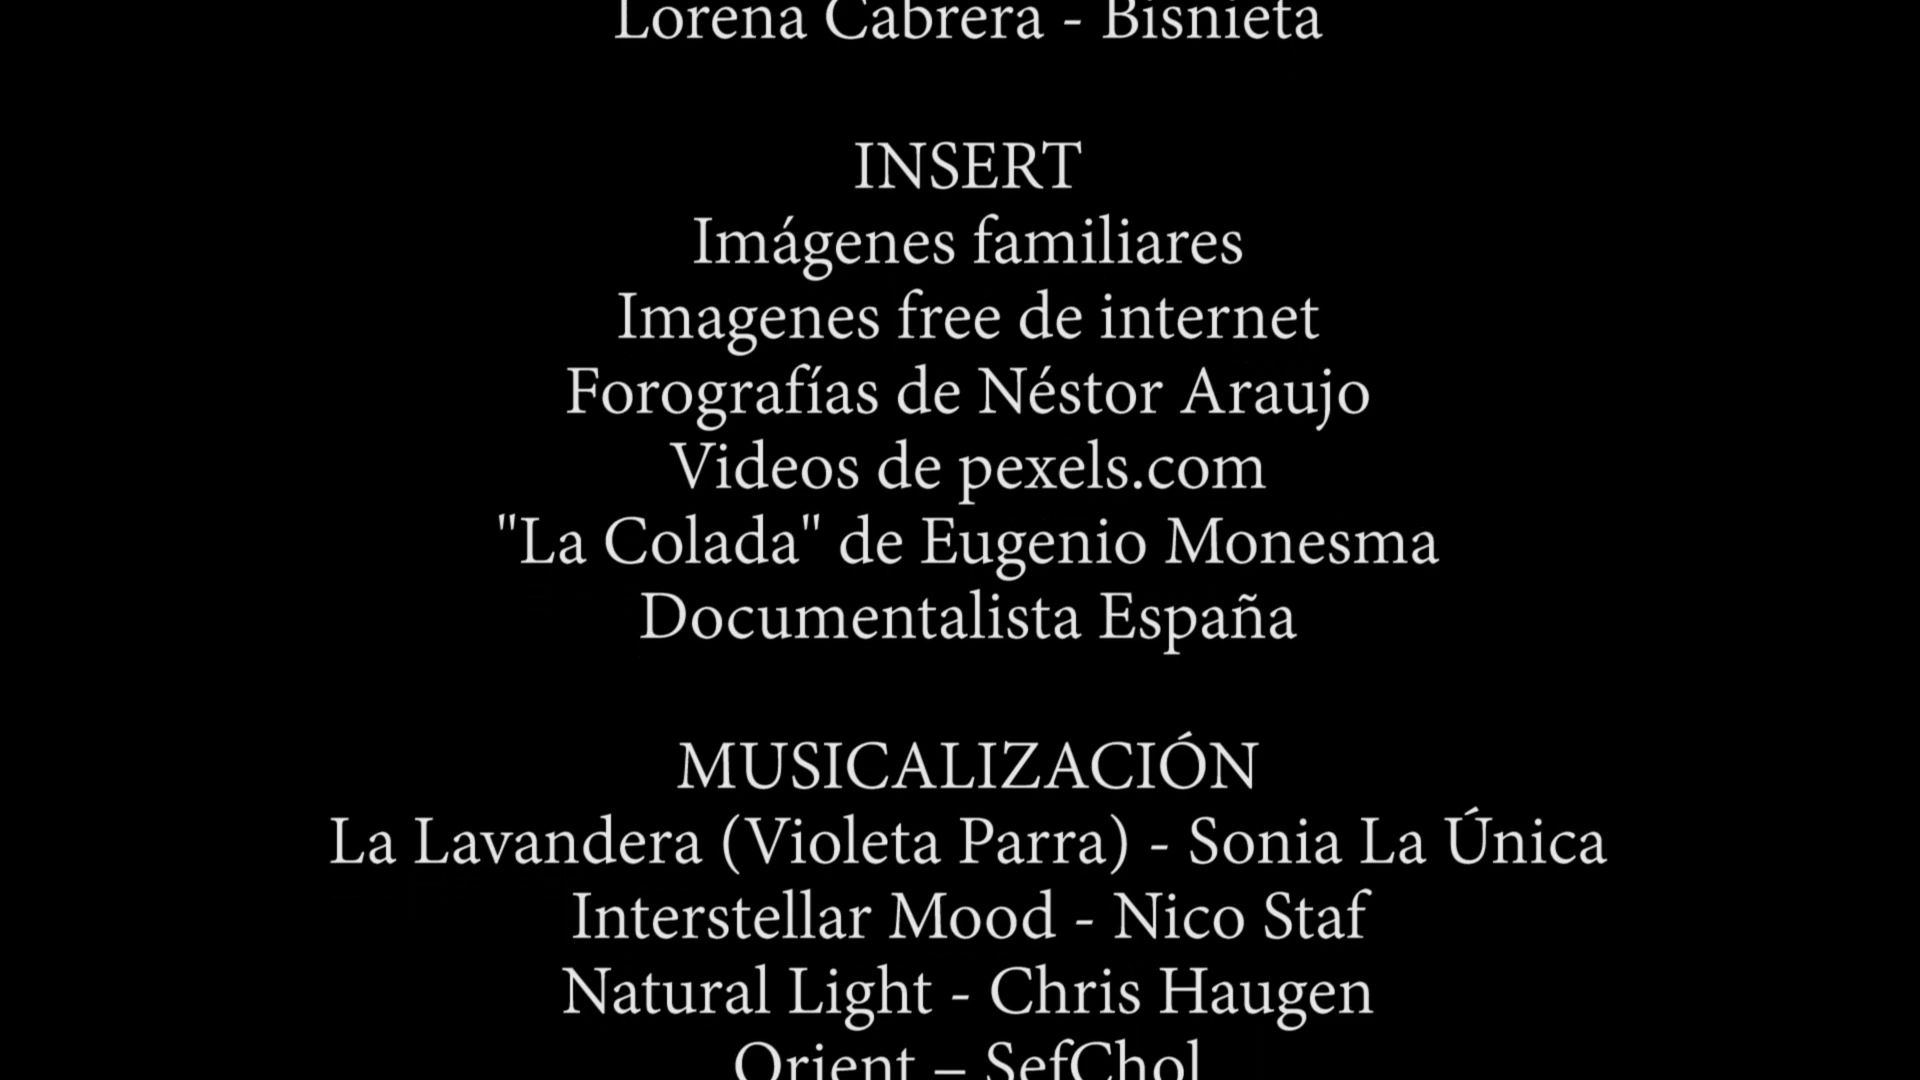 Lorena Cabrera - Bisnieta
INSERT
Imágenes familiares
Imagenes free de internet
Forografías de Néstor Araujo
Videos de pexels.com
"La Colada" de Eugenio Monesma
Documentalista España
MUSICALIZACIÓN
La Lavandera (Violeta Parra) - Sonia La Única
Interstellar Mood - Nico Staf
Natural Light - Chris Haugen
Orient – SefChol